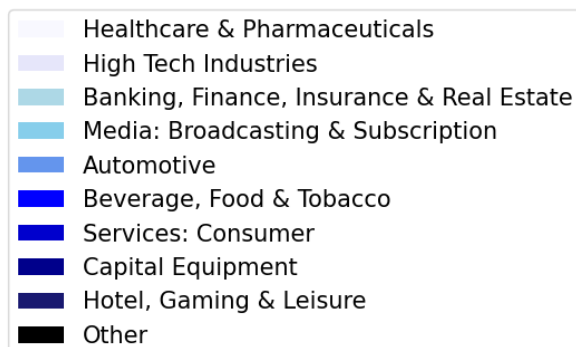 Healthcare & Pharmaceuticals
High Tech Industries
Banking, Finance, Insurance & Real Estate
Media: Broadcasting & Subscription
Automotive
Beverage, Food & Tobacco
Services: Consumer
Capital Equipment
Hotel, Gaming & Leisure
Other